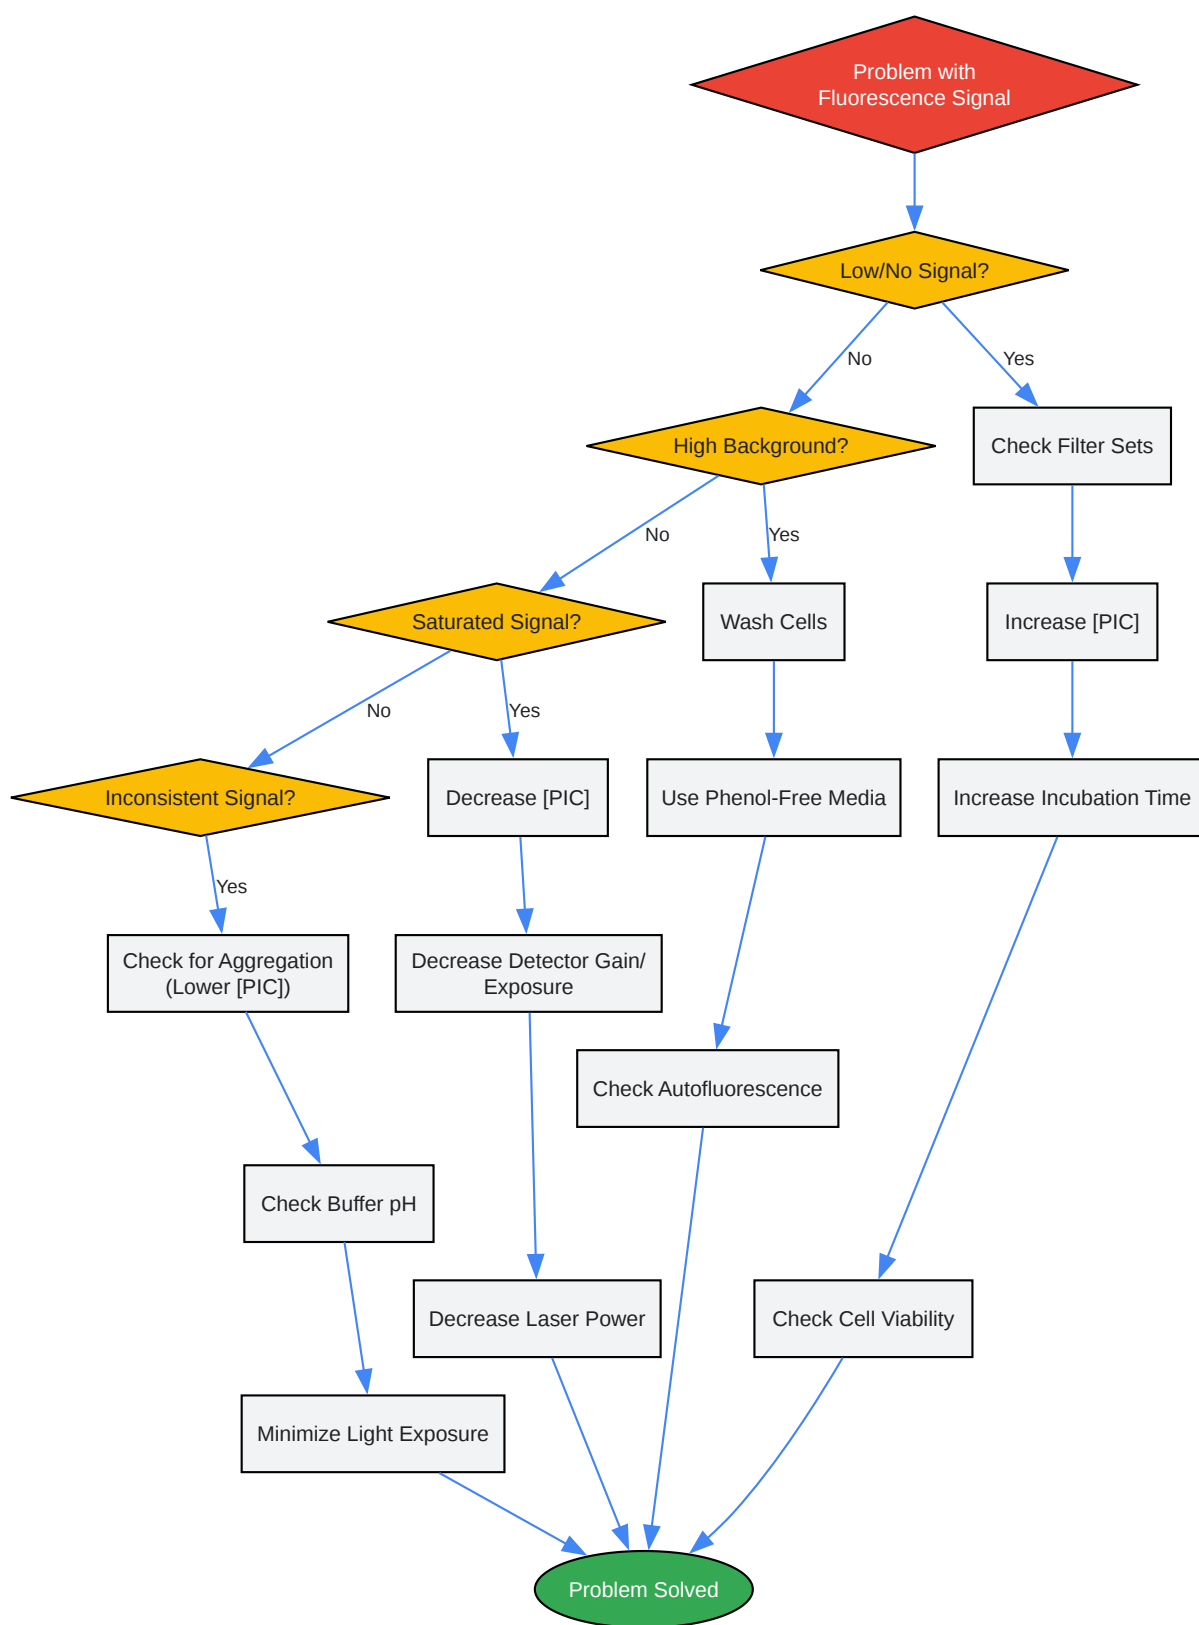 Problem with
Fluorescence Signal
Low/No Signal?
No
Yes
High Background?
Check Filter Sets
No
Yes
Saturated Signal?
Wash Cells
Increase [PIC]
No
Yes
Inconsistent Signal?
Decrease [PIC]
Use Phenol-Free Media
Increase Incubation Time
Yes
Check for Aggregation
(Lower [PIC])
Decrease Detector Gain/
Exposure
Check Autofluorescence
Check Buffer pH
Decrease Laser Power
Check Cell Viability
Minimize Light Exposure
Problem Solved